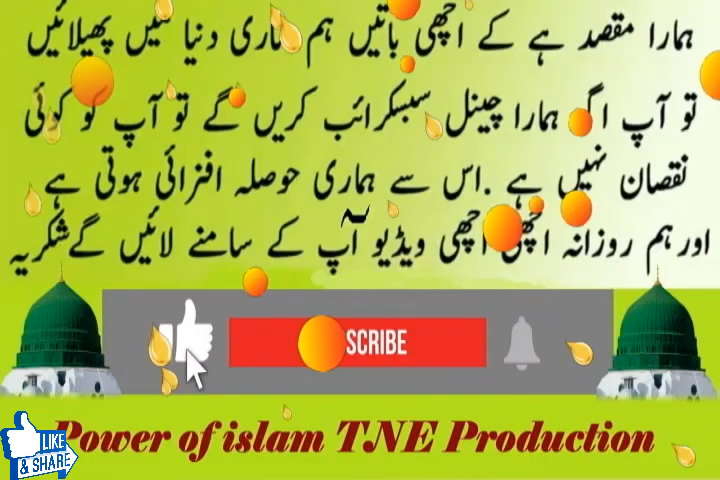 ہمارا مقصد ہے کے اچھی باتیں ہم ساری دنیا میں پھیلائیں
تو آپ اگر ہمارا چینل سبسکرائب کریں گے تو آپ کو کوئی
نقصان نہیں ہے .اس سے ہماری حوصلہ افزائی ہوتی ہے
اور ہم روزانہ اچھی اچھی ویڈیو آپ کے سامنے لائیں گے شکریہ
SCRIBE
Power of islam TNE Production
LIKE
& SHARE